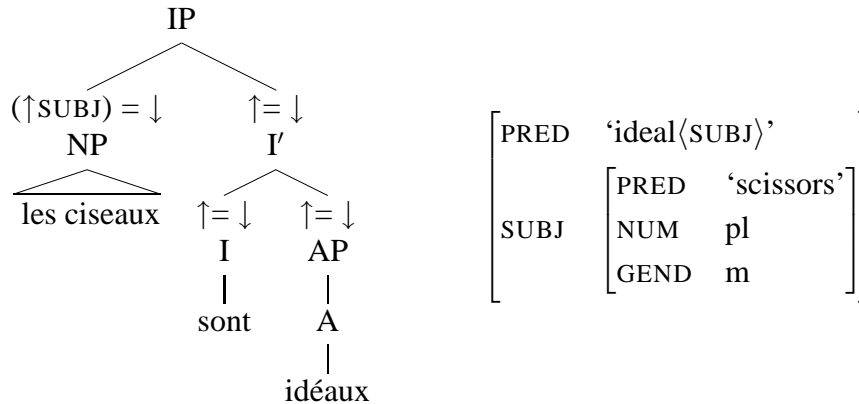 IP
(↑SUBJ) = ↓ ↑= ↓
NP I′
les ciseaux
↑= ↓ ↑= ↓
I AP
sont A
idéaux
PRED ‘ideal⟨SUBJ⟩’
SUBJ
PRED ‘scissors’
NUM pl
GEND m